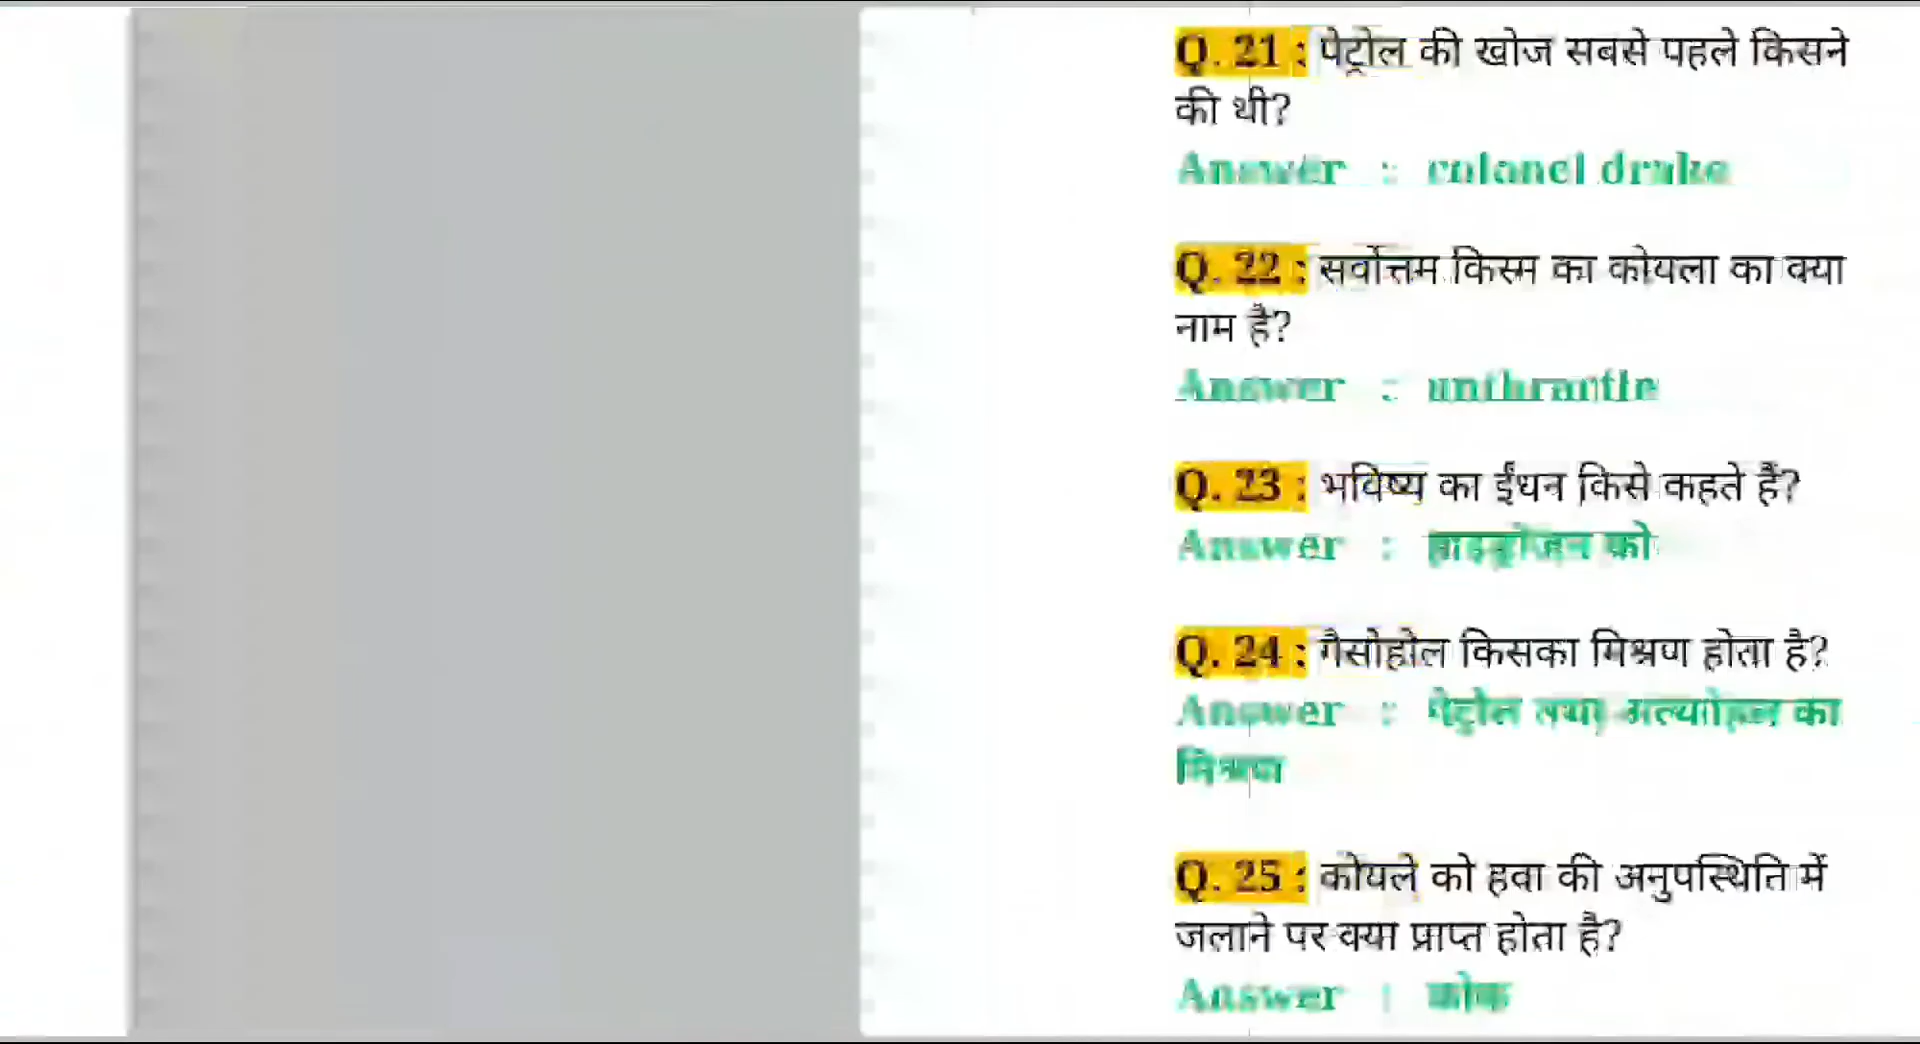 Q. 21 : पेट्रोल की खोज सबसे पहले किसने
की थी?
Answer : colonel drake
Q. 22 : सर्वोत्तम किस्म का कोयला का क्या
नाम है?
Answer :
Q. 23 : भविष्य का ईंधन किसे कहते हैं?
Answer : हाइड्रोजन को
Q. 24 : गैसोहोल किसका मिश्रण होता है?
Answer : पेट्रोल तथा अल्कोहल का
मिश्रण
Q. 25 : कोयले को हवा की अनुपस्थिति में
जलाने पर क्या प्राप्त होता है?
Answer : कोक